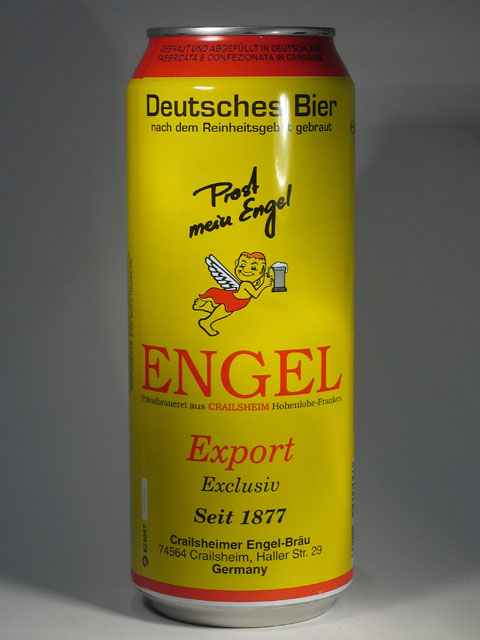 GEBRAUT UND ABGEFÜLLT IN DEUTSCHLAND
FABBRICATA E CONFEZIONATA IN GERMANIA
Deutsches Bier
nach dem Reinheitsgebot gebraut
Prost
mein Engel
ENGEL
Privatbrauerei aus CRAILSHEIM Hohenlohe-Franken
Export
Exclusiv
Seit 1877
Crailsheimer Engel-Bräu
74564 Crailsheim, Haller Str. 29
Germany